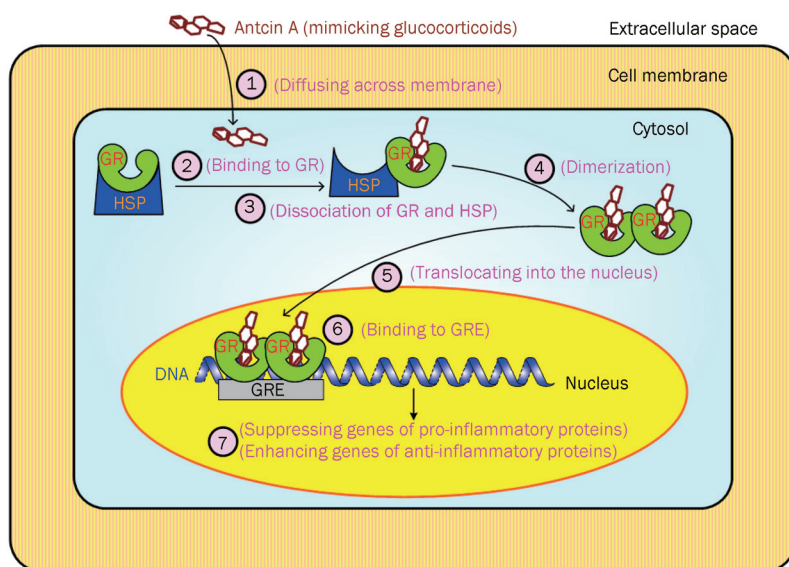 Antcin A (mimicking glucocorticoids)
Extracellular space
1 (Diffusing across membrane)
Cell membrane
Cytosol
GR
HSP
2 (Binding to GR)
3 (Dissociation of GR and HSP)
GR
HSP
4 (Dimerization)
GR GR
5 (Translocating into the nucleus)
GR GR
6 (Binding to GRE)
DNA
GRE
Nucleus
7 (Suppressing genes of pro-inflammatory proteins)
(Enhancing genes of anti-inflammatory proteins)